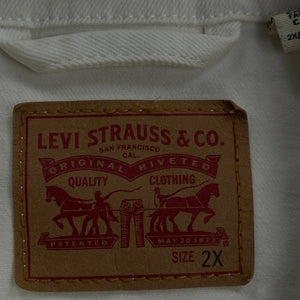 LEVI STRAUSS & CO.
SAN FRANCISCO
CAL.
ORIGINAL RIVETED
QUALITY CLOTHING
PATENTED MAY 20 1873
SIZE 2X